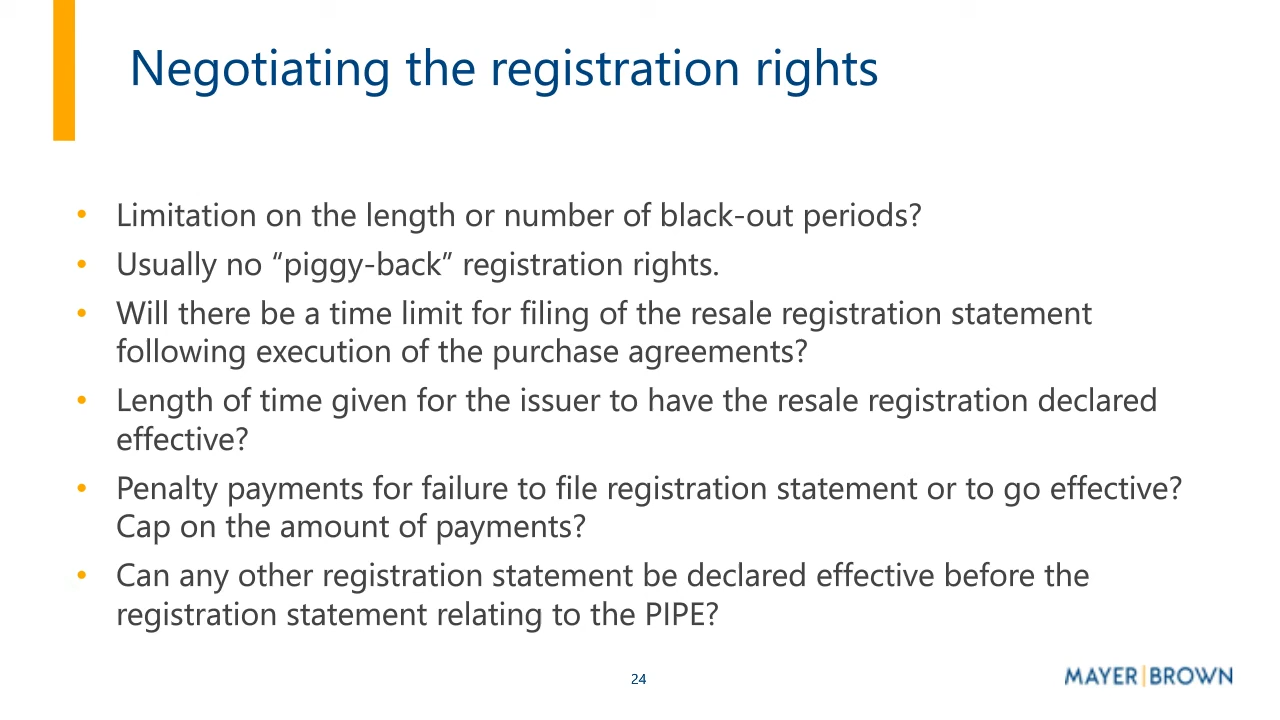 Negotiating the registration rights
• Limitation on the length or number of black-out periods?
• Usually no “piggy-back” registration rights.
• Will there be a time limit for filing of the resale registration statement
following execution of the purchase agreements?
• Length of time given for the issuer to have the resale registration declared
effective?
• Penalty payments for failure to file registration statement or to go effective?
Cap on the amount of payments?
• Can any other registration statement be declared effective before the
registration statement relating to the PIPE?
24
MAYER|BROWN